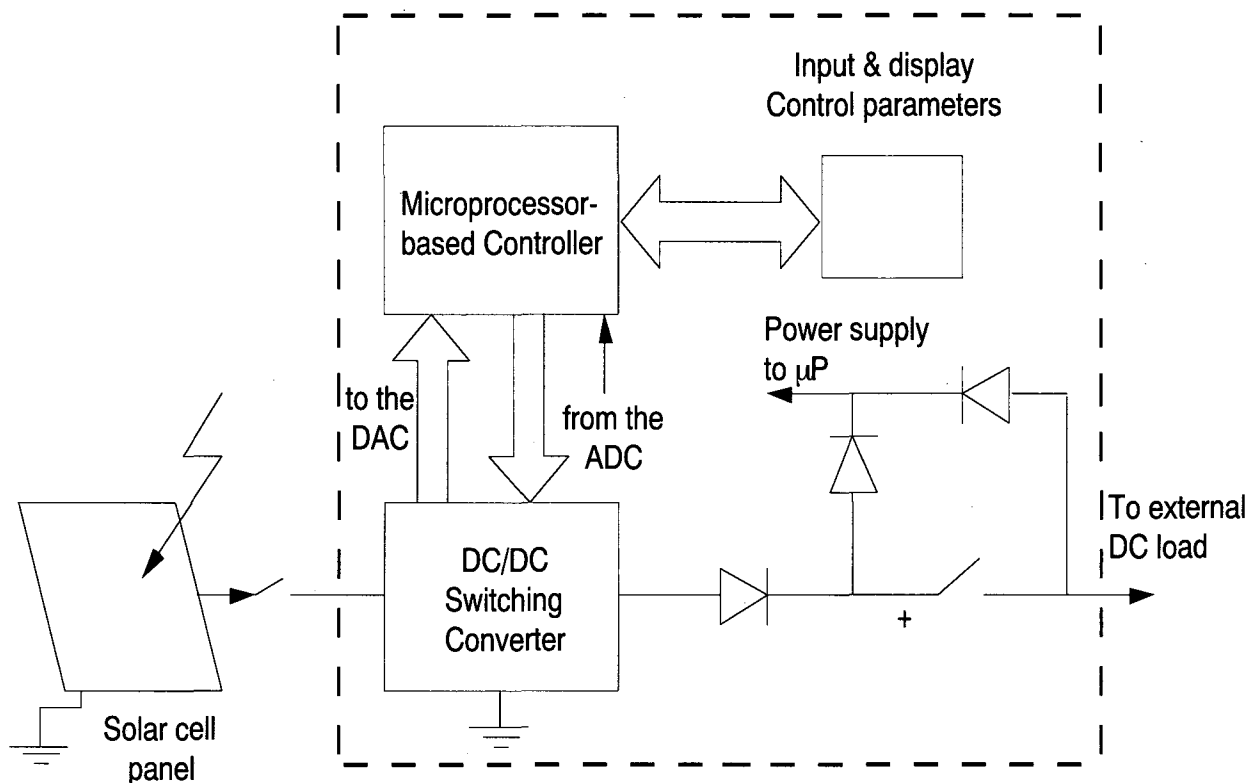 Input & display
Control parameters
Microprocessor-
based Controller
Power supply
to μP
to the
DAC
from the
ADC
To external
DC load
DC/DC
Switching
Converter
+
Solar cell
panel